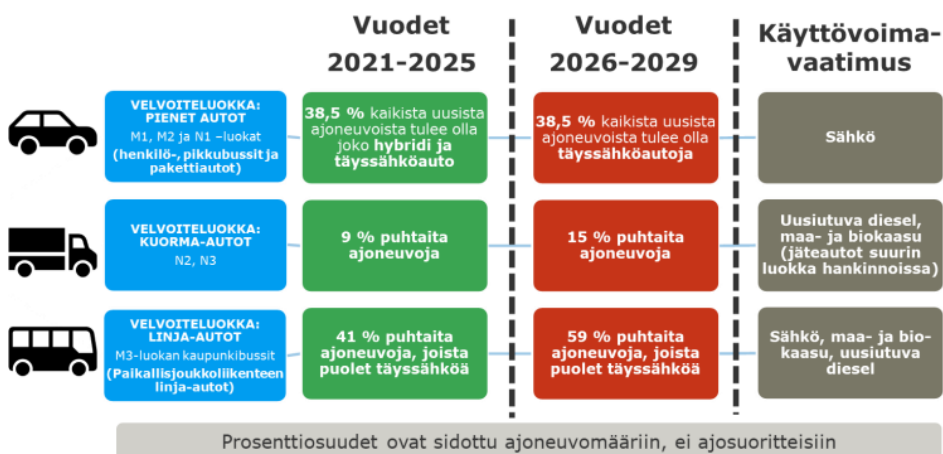 Vuodet
2021-2025
Vuodet
2026-2029
Käyttövoima-
vaatimus
VELVOITELUOKKA:
PIENET AUTOT
M1, M2 ja N1 –luokat
(henkilö-, pikkubussit ja
pakettiautot)
38,5 % kaikista uusista
ajoneuvoista tulee olla
joko hybridi ja
täyssähköauto
38,5 % kaikista uusista
ajoneuvoista tulee olla
täyssähköautoja
Sähkö
VELVOITELUOKKA:
KUORMA-AUTOT
N2, N3
9 % puhtaita
ajoneuvoja
15 % puhtaita
ajoneuvoja
Uusiutuva diesel,
maa- ja biokaasu
(jäteautot suurin
luokka hankinnoissa)
VELVOITELUOKKA:
LINJA-AUTOT
M3-luokan kaupunkibussit
(Paikallisjoukkoliikenteen
linja-autot)
41 % puhtaita
ajoneuvoja, joista
puolet täyssähköä
59 % puhtaita
ajoneuvoja, joista
puolet täyssähköä
Sähkö, maa- ja bio-
kaasu, uusiutuva
diesel
Prosenttiosuudet ovat sidottu ajoneuvomääriin, ei ajosuoritteisiin